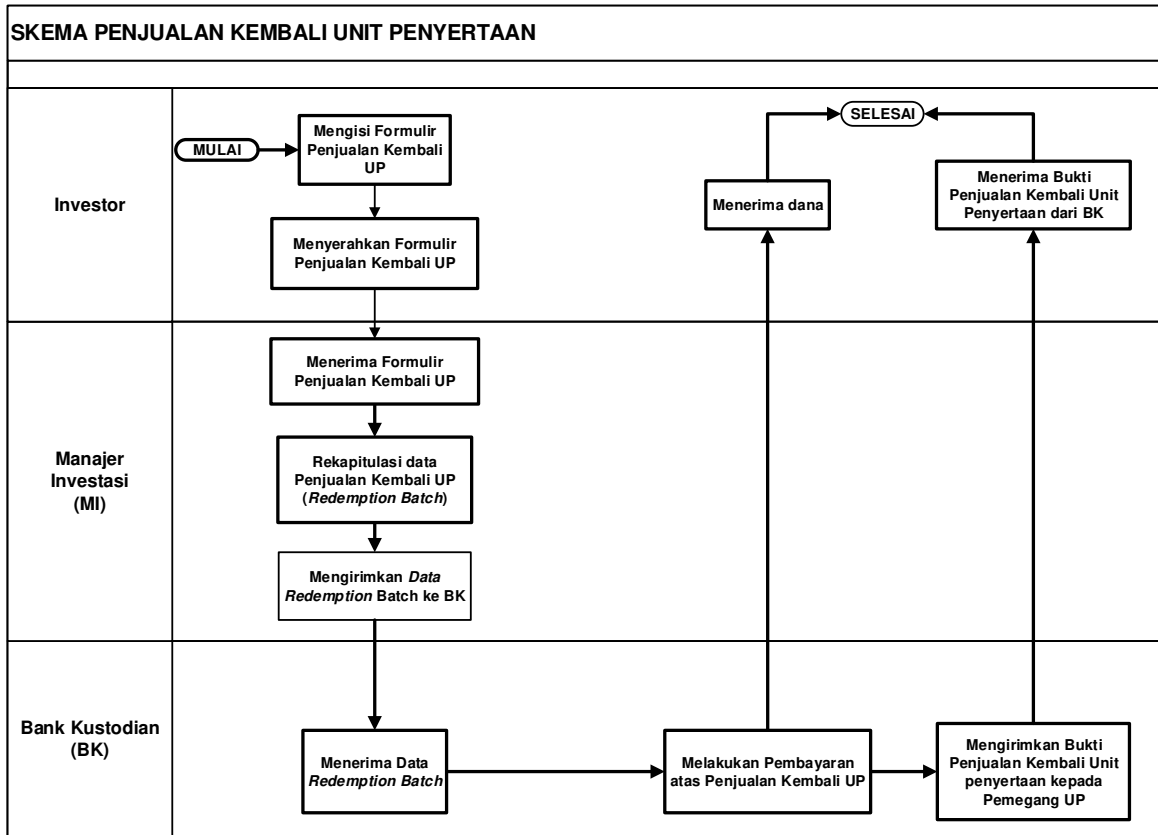 SKEMA PENJUALAN KEMBALI UNIT PENYERTAAN
Investor
MULAI
Mengisi Formulir
Penjualan Kembali
UP
Menyerahkan Formulir
Penjualan Kembali UP
SELESAI
Menerima dana
Menerima Bukti
Penjualan Kembali Unit
Penyertaan dari BK
Manajer
Investasi
(MI)
Menerima Formulir
Penjualan Kembali UP
Rekapitulasi data
Penjualan Kembali UP
(Redemption Batch)
Mengirimkan Data
Redemption Batch ke BK
Bank Kustodian
(BK)
Menerima Data
Redemption Batch
Melakukan Pembayaran
atas Penjualan Kembali UP
Mengirimkan Bukti
Penjualan Kembali Unit
penyertaan kepada
Pemegang UP